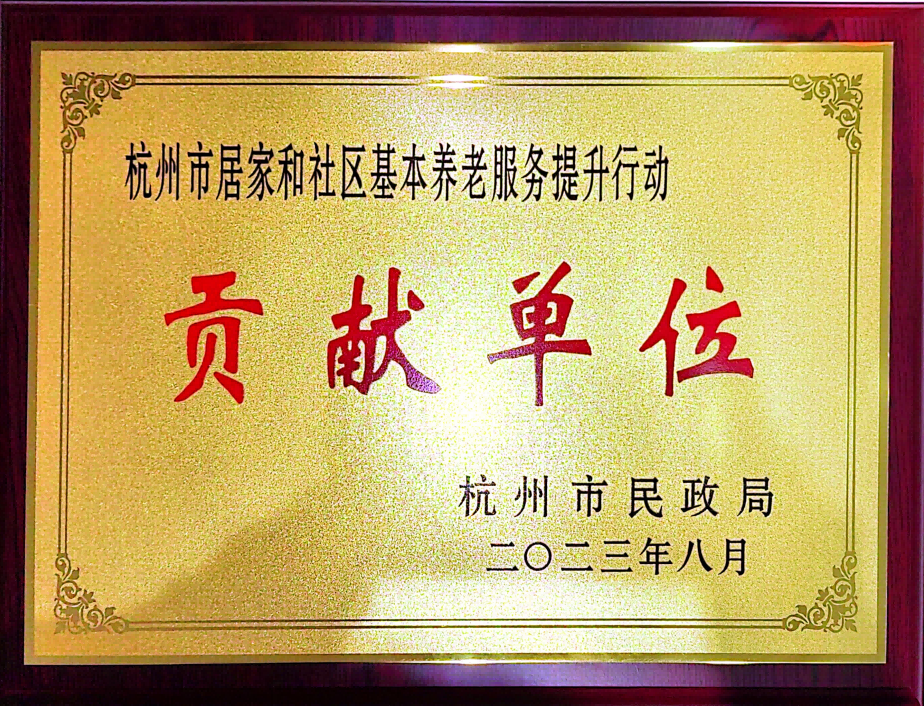 杭州市居家和社区基本养老服务提升行动
贡献单位
杭州市民政局
二〇二三年八月